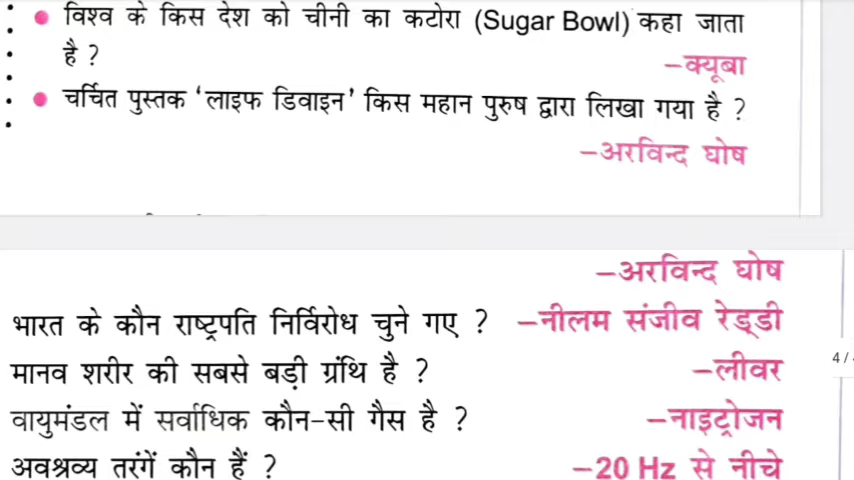 विश्व के किस देश को चीनी का कटोरा (Sugar Bowl) कहा जाता
है ?
–क्यूबा
चर्चित पुस्तक ‘लाइफ डिवाइन’ किस महान पुरुष द्वारा लिखा गया है ?
–अरविन्द घोष
–अरविन्द घोष
भारत के कौन राष्ट्रपति निर्विरोध चुने गए ? –नीलम संजीव रेड्डी
मानव शरीर की सबसे बड़ी ग्रंथि है ? –लीवर
4/
वायुमंडल में सर्वाधिक कौन-सी गैस है ? –नाइट्रोजन
अवश्रव्य तरंगें कौन हैं ? –20 Hz से नीचे